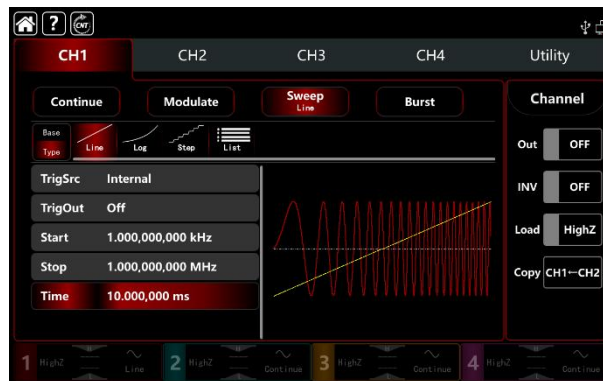 ? CNT
CH1 CH2 CH3 CH4 Utility
Continue Modulate Sweep Burst Channel
Line
Base
Type Line Log Step List
Out OFF
TrigSrc Internal
INV OFF
TrigOut Off
Start 1.000,000,000 kHz
Load HighZ
Stop 1.000,000,000 MHz
Copy CH1←CH2
Time 10.000,000 ms
1 HighZ Line 2 HighZ Continue 3 HighZ Continue 4 HighZ Continue